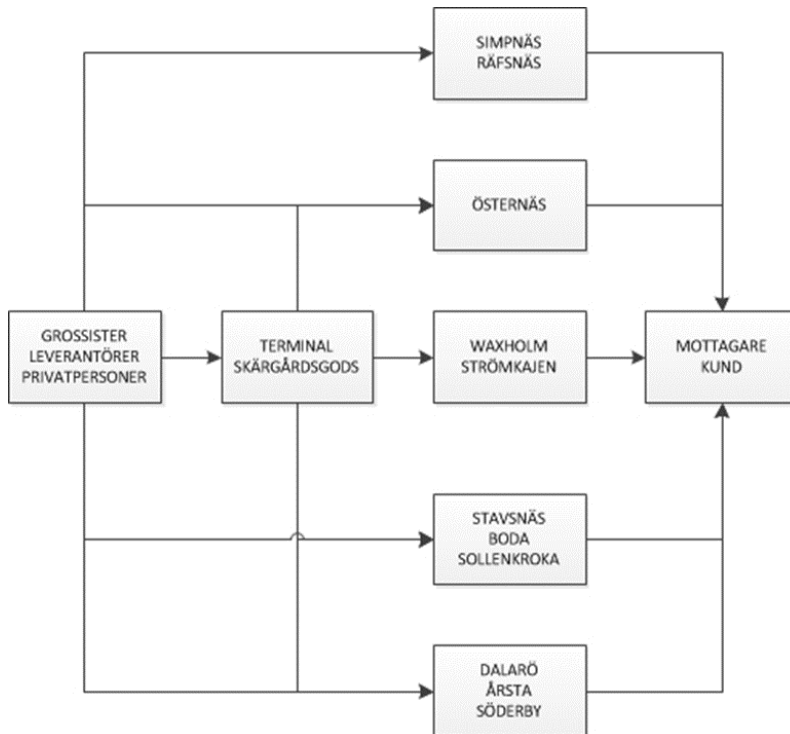 SIMPNÄS
RÄFSNÄS
ÖSTERNÄS
GROSSISTER
LEVERANTÖRER
PRIVATPERSONER
TERMINAL
SKÄRGÅRDSGODS
WAXHOLM
STRÖMKAJEN
MOTTAGARE
KUND
STAVSNÄS
BODA
SOLLENKROKA
DALARÖ
ÅRSTA
SÖDERBY